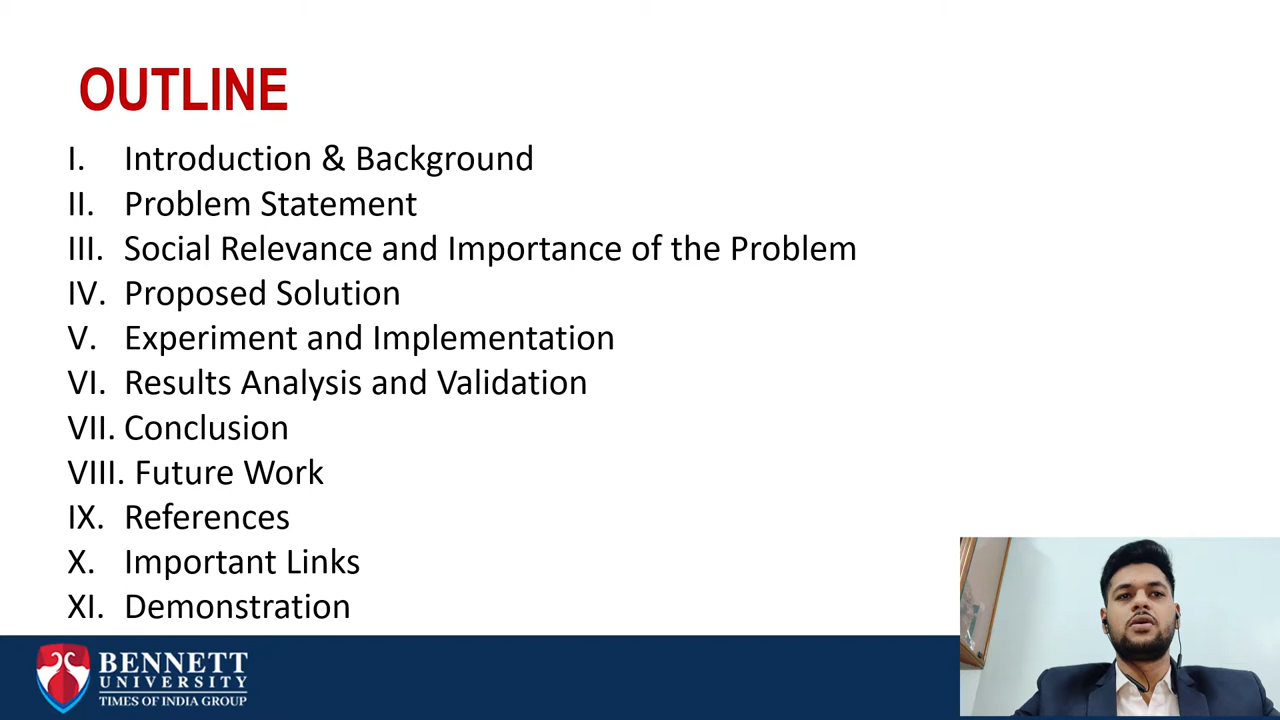 OUTLINE
I. Introduction & Background
II. Problem Statement
III. Social Relevance and Importance of the Problem
IV. Proposed Solution
V. Experiment and Implementation
VI. Results Analysis and Validation
VII. Conclusion
VIII. Future Work
IX. References
X. Important Links
XI. Demonstration
BENNETT
UNIVERSITY
TIMES OF INDIA GROUP